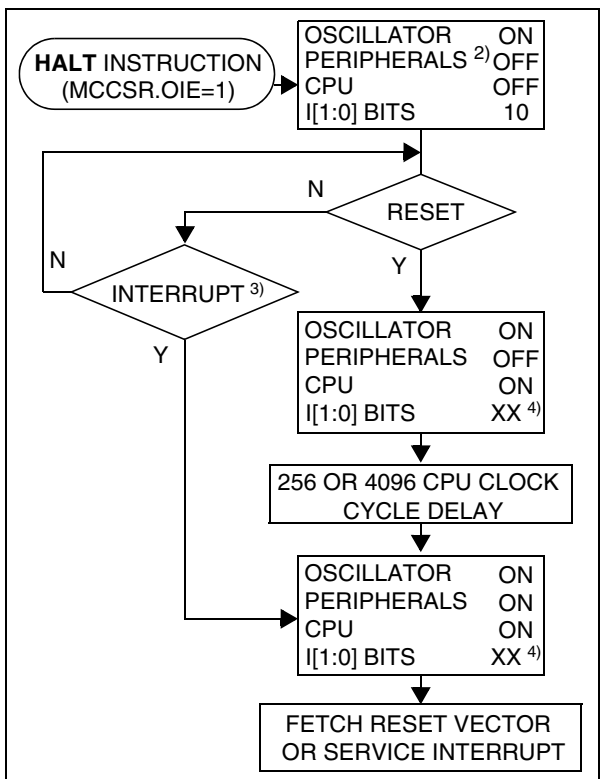 HALT INSTRUCTION
(MCCSR.OIE=1)
OSCILLATOR ON
PERIPHERALS 2) OFF
CPU OFF
I[1:0] BITS 10
RESET
N
Y
INTERRUPT 3)
N
Y
OSCILLATOR ON
PERIPHERALS OFF
CPU ON
I[1:0] BITS XX 4)
256 OR 4096 CPU CLOCK
CYCLE DELAY
OSCILLATOR ON
PERIPHERALS ON
CPU ON
I[1:0] BITS XX 4)
FETCH RESET VECTOR
OR SERVICE INTERRUPT